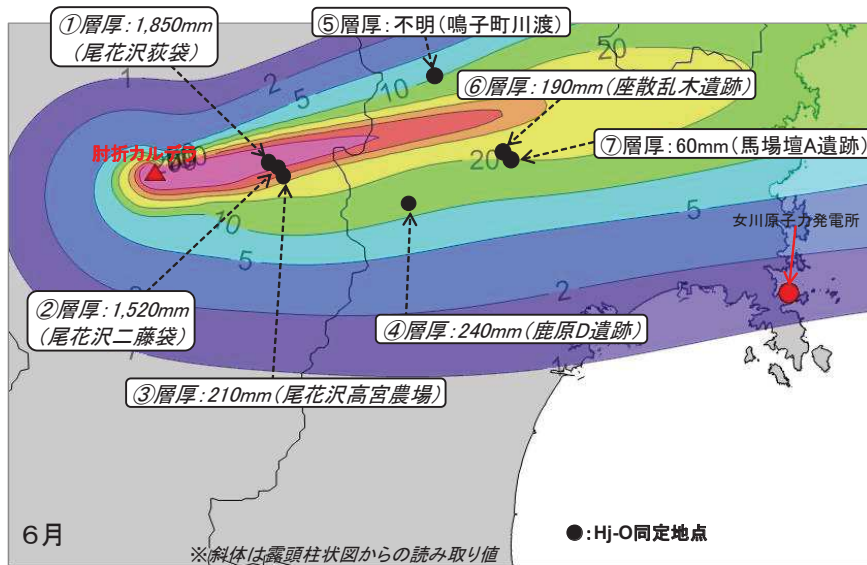 ①層厚：1,850mm
（尾花沢荻袋）
⑤層厚：不明（鳴子町川渡）
⑥層厚：190mm（座散乱木遺跡）
⑦層厚：60mm（馬場壇A遺跡）
1
2
5
10
20
20
肘折カルデラ
10
5
2
5
2
女川原子力発電所
②層厚：1,520mm
（尾花沢二藤袋）
④層厚：240mm（鹿原D遺跡）
③層厚：210mm（尾花沢高宮農場）
6月
●：Hj-O同定地点
※斜体は露頭柱状図からの読み取り値